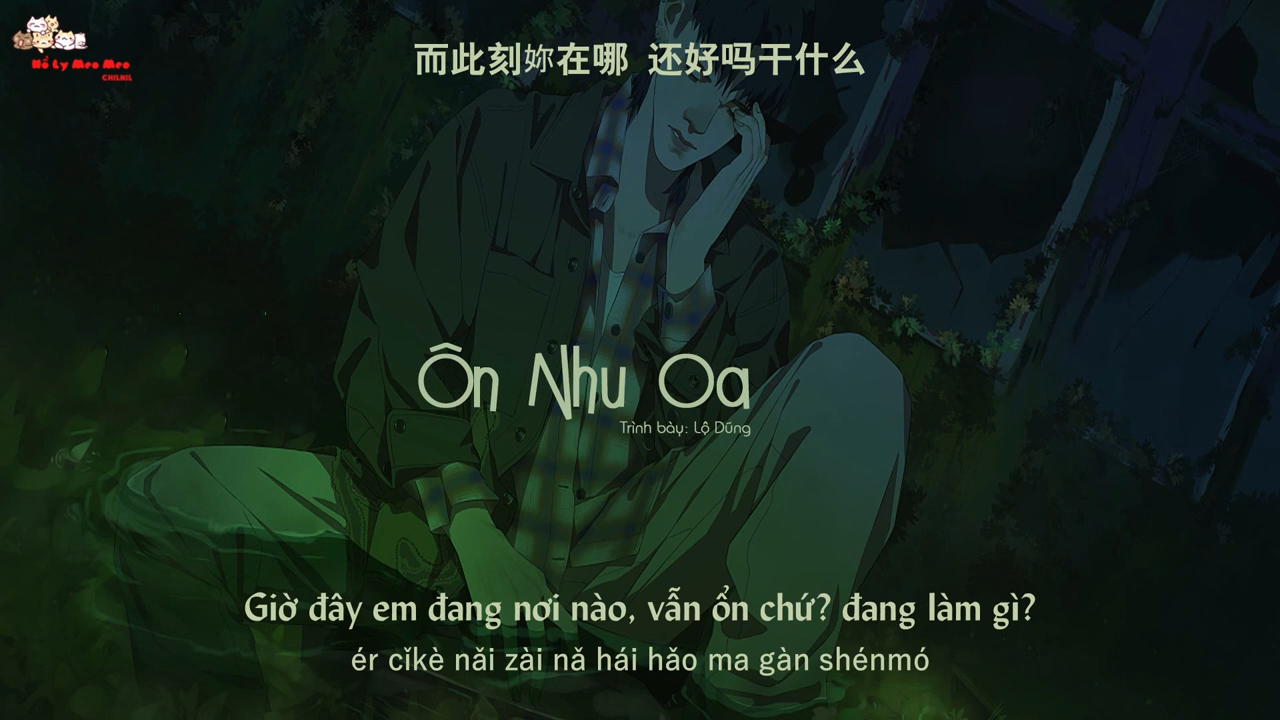 而此刻妳在哪 还好吗干什么
Hồ Ly Meo Meo
CHILNIL
Ôn Nhu Oa
Trình bày: Lộ Dũng
Giờ đây em đang nơi nào, vẫn ổn chứ? đang làm gì?
ér cǐkè nǎi zài nǎ hái hǎo ma gàn shénmó